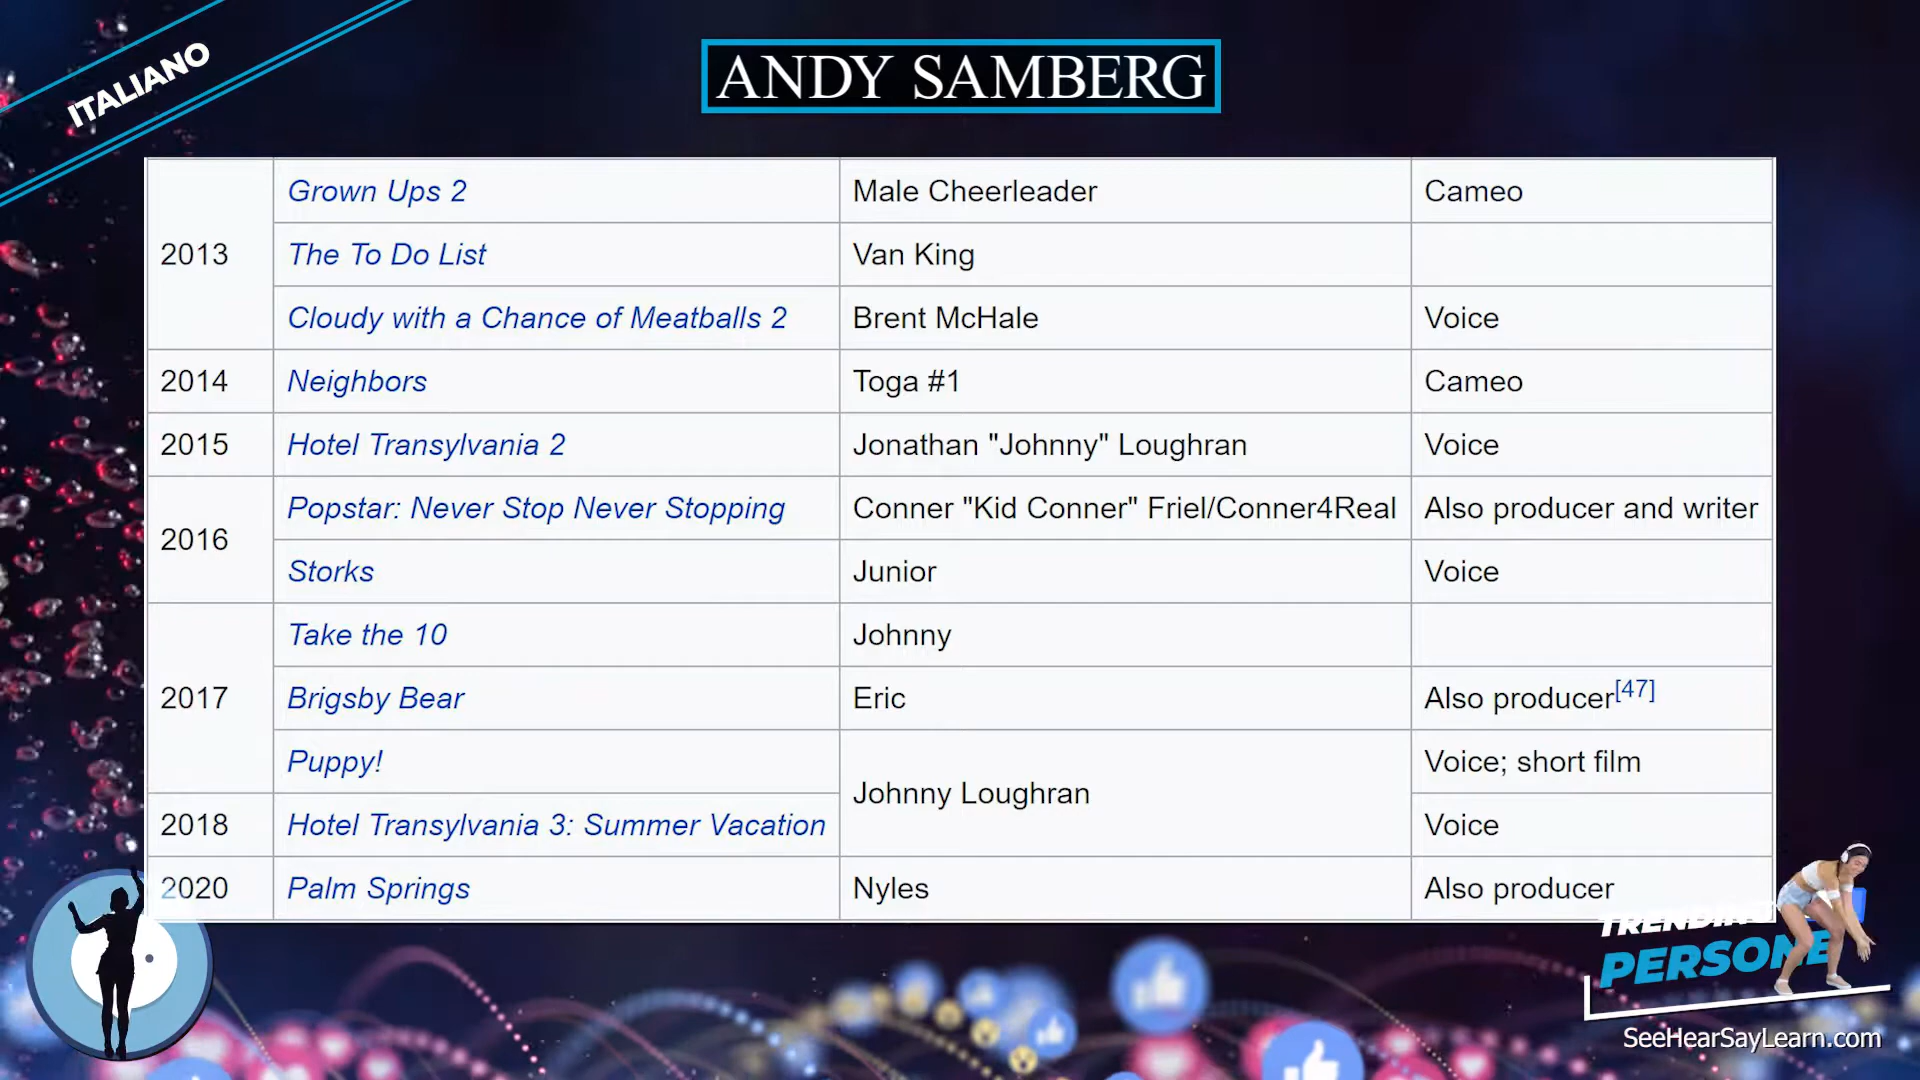 ITALIANO
ANDY SAMBERG
2013
Grown Ups 2
Male Cheerleader
Cameo
The To Do List
Van King
Cloudy with a Chance of Meatballs 2
Brent McHale
Voice
2014
Neighbors
Toga #1
Cameo
2015
Hotel Transylvania 2
Jonathan "Johnny" Loughran
Voice
2016
Popstar: Never Stop Never Stopping
Conner "Kid Conner" Friel/Conner4Real
Also producer and writer
Storks
Junior
Voice
2017
Take the 10
Johnny
Brigsby Bear
Eric
Also producer[47]
Puppy!
Johnny Loughran
Voice; short film
2018
Hotel Transylvania 3: Summer Vacation
Voice
2020
Palm Springs
Nyles
Also producer
PERSONE
SeeHearSayLearn.com